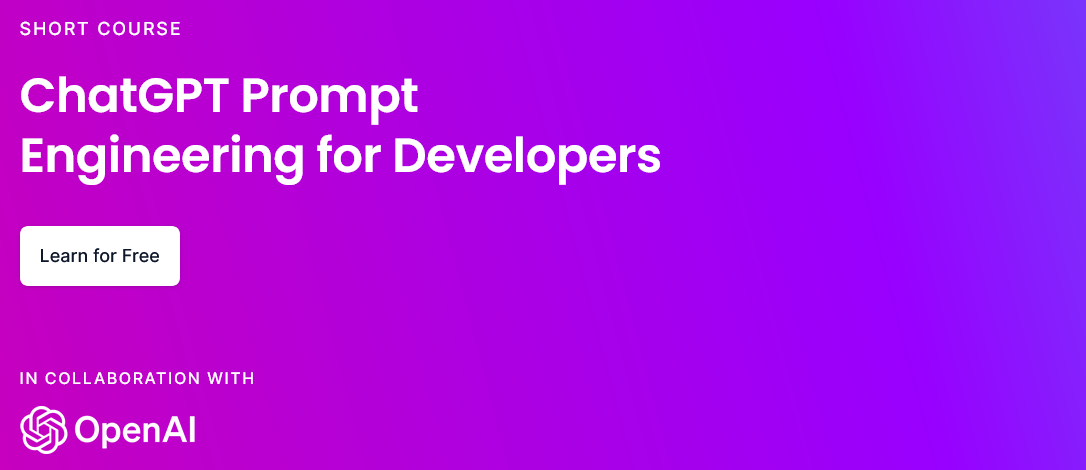 SHORT COURSE
ChatGPT Prompt
Engineering for Developers
Learn for Free
IN COLLABORATION WITH
OpenAI